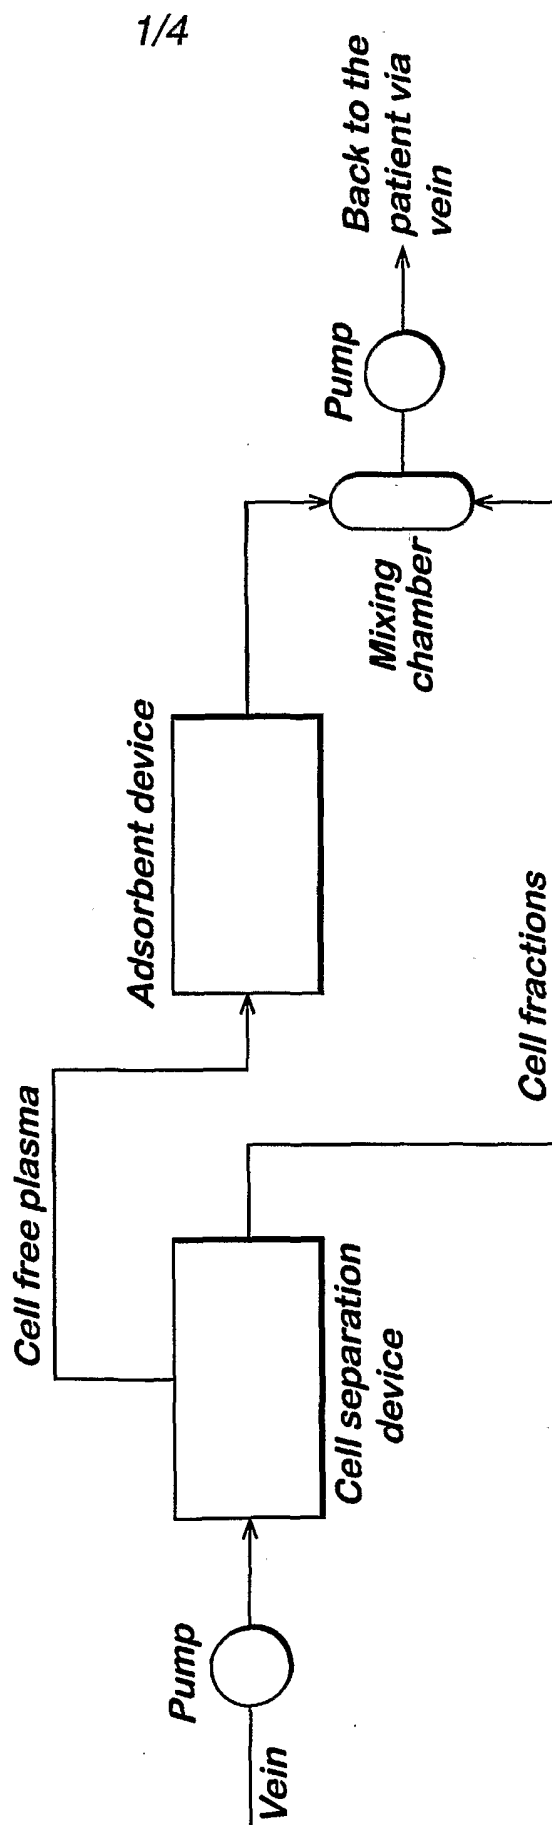 1/4
Vein
Pump
Cell separation
device
Cell free plasma
Cell fractions
Adsorbent device
Mixing
chamber
Pump
Back to the
patient via
vein